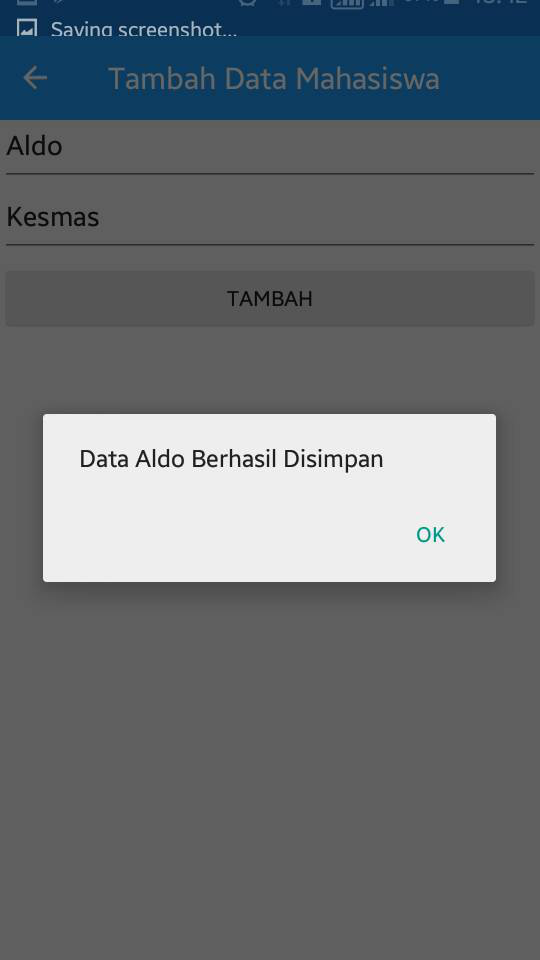 Saving screenshot...
Tambah Data Mahasiswa
Aldo
Kesmas
TAMBAH
Data Aldo Berhasil Disimpan
OK